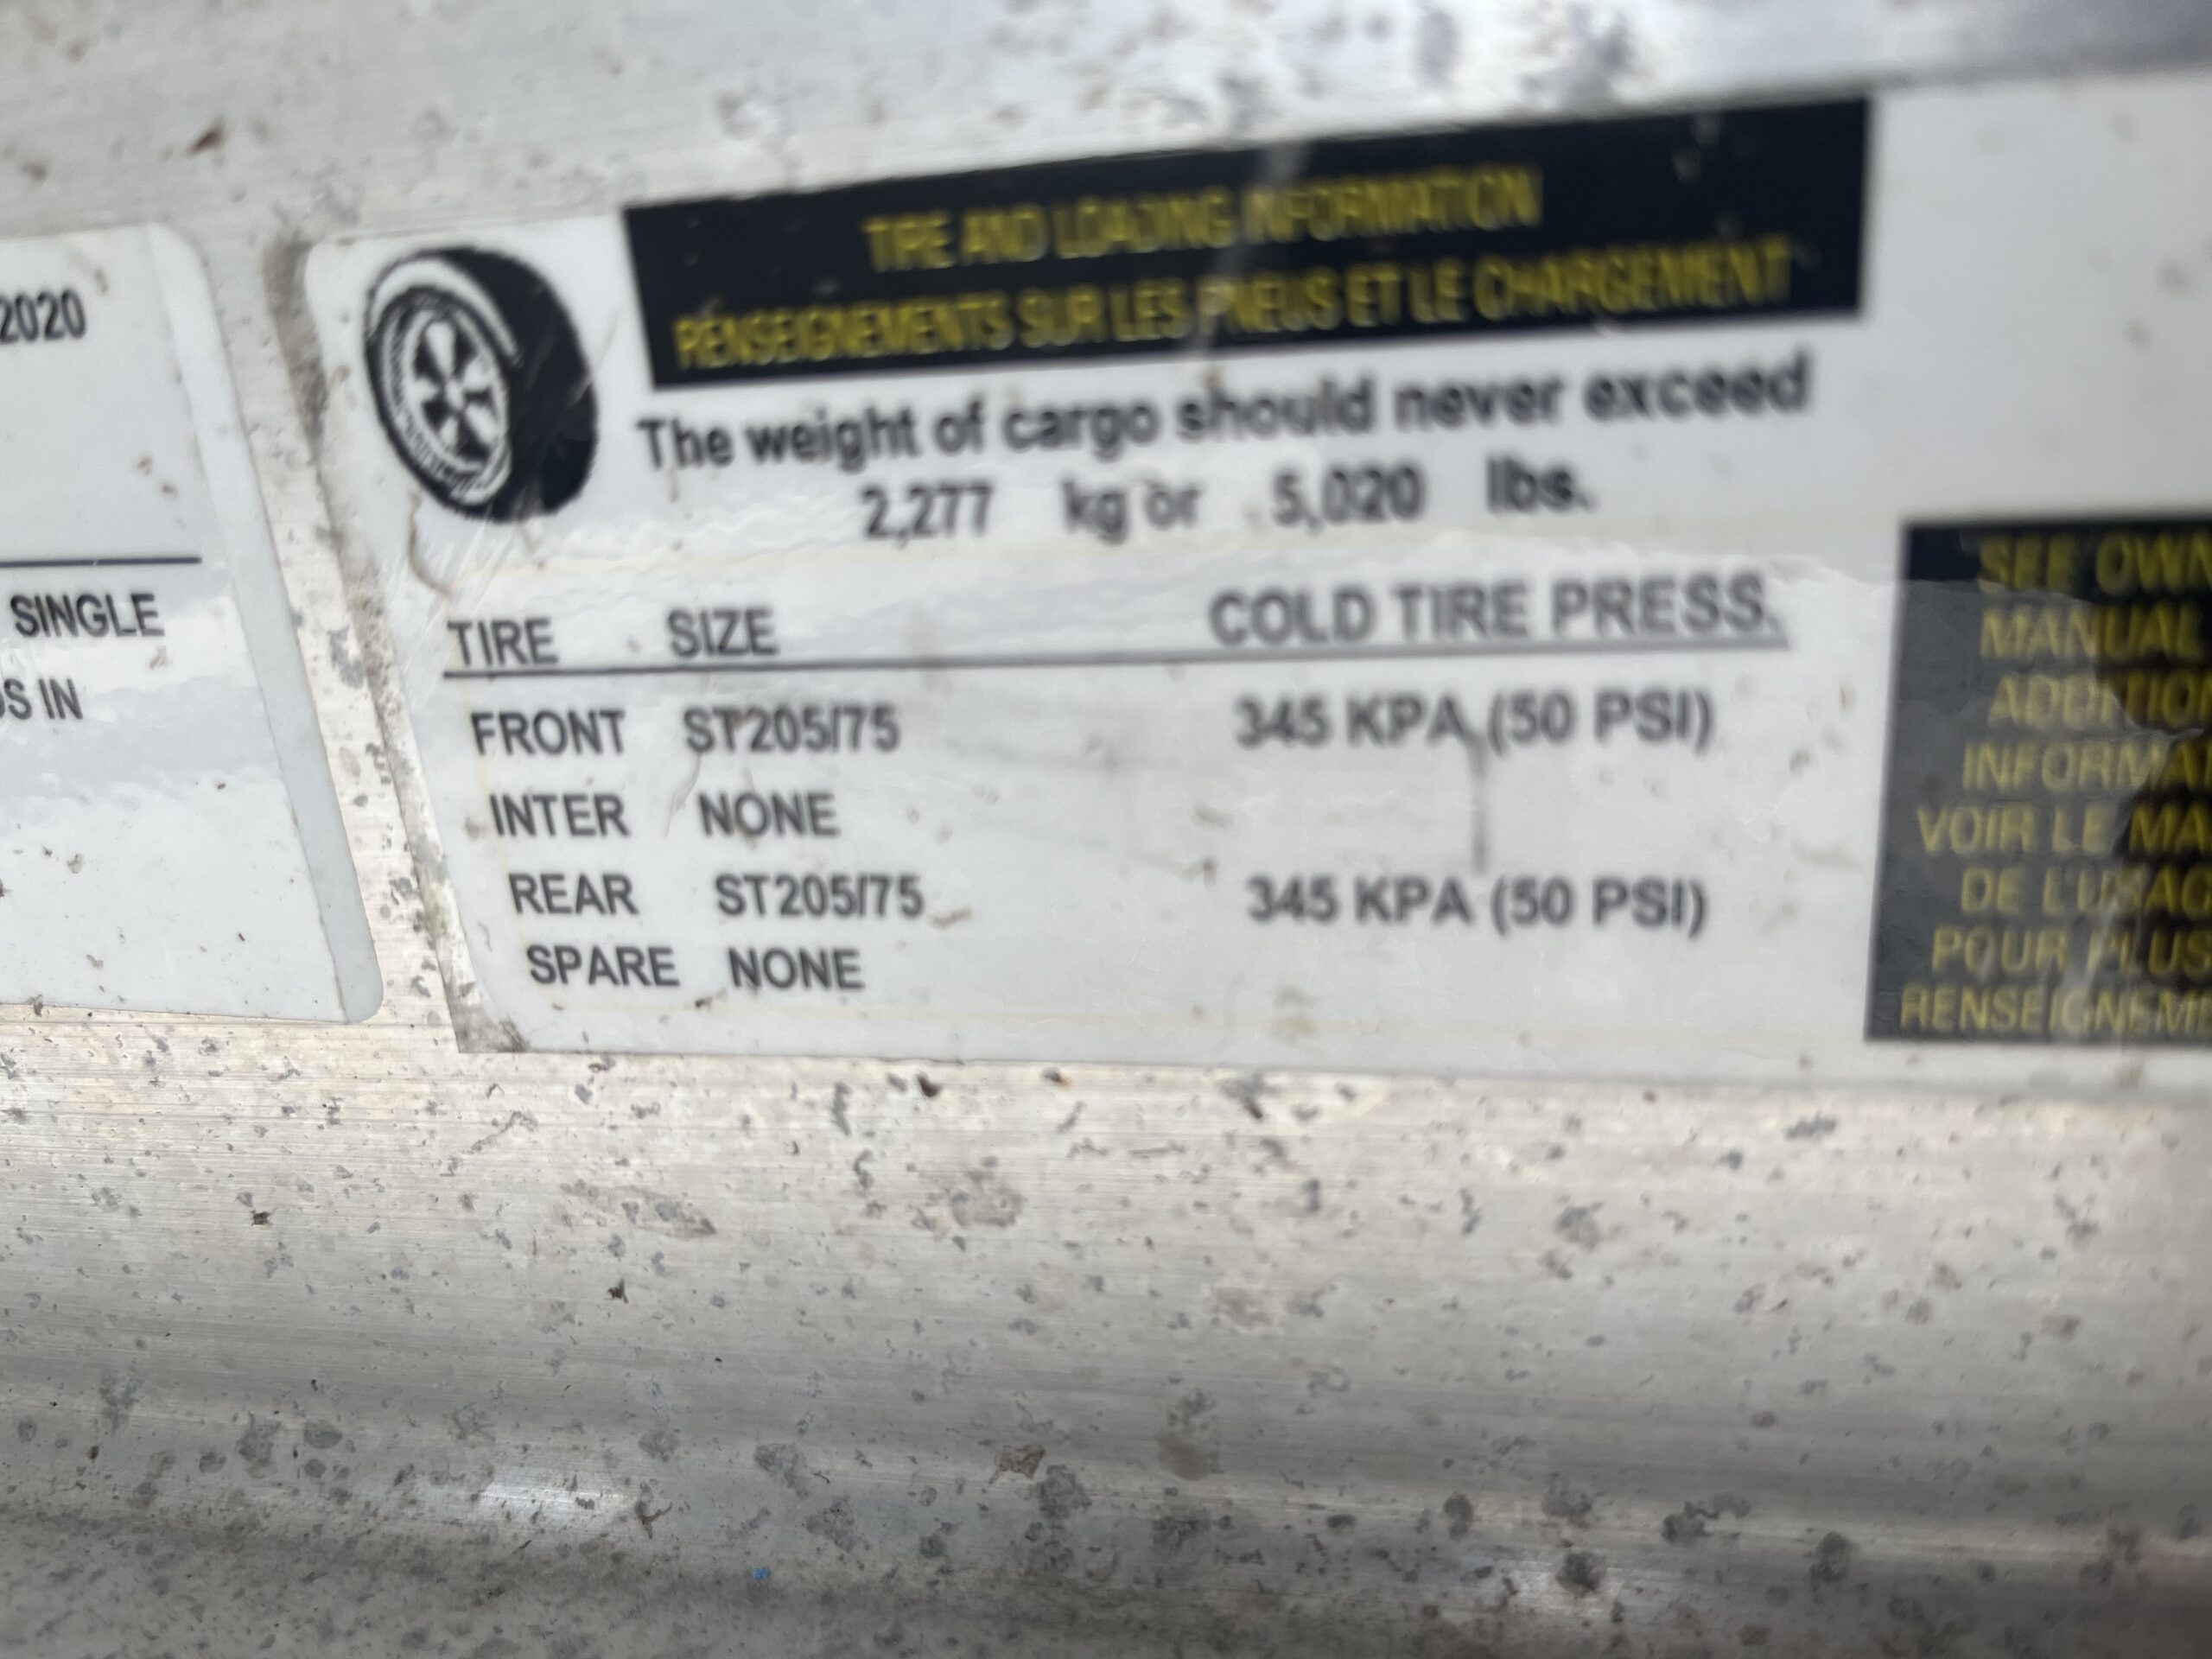 2020
SINGLE
IN
TIRE AND LOADING INFORMATION
RENSEIGNEMENTS SUR LES PNEUS ET LE CHARGEMENT
The weight of cargo should never exceed
2,277 kg or 5,020 lbs.
TIRE SIZE COLD TIRE PRESS.
FRONT ST205/75 345 KPA (50 PSI)
INTER NONE
REAR ST205/75 345 KPA (50 PSI)
SPARE NONE
SEE OWN
MANUAL
ADDITIO
INFORMAT
VOIR LE MA
DE L'USAG
POUR PLUS
RENSEIGNEME